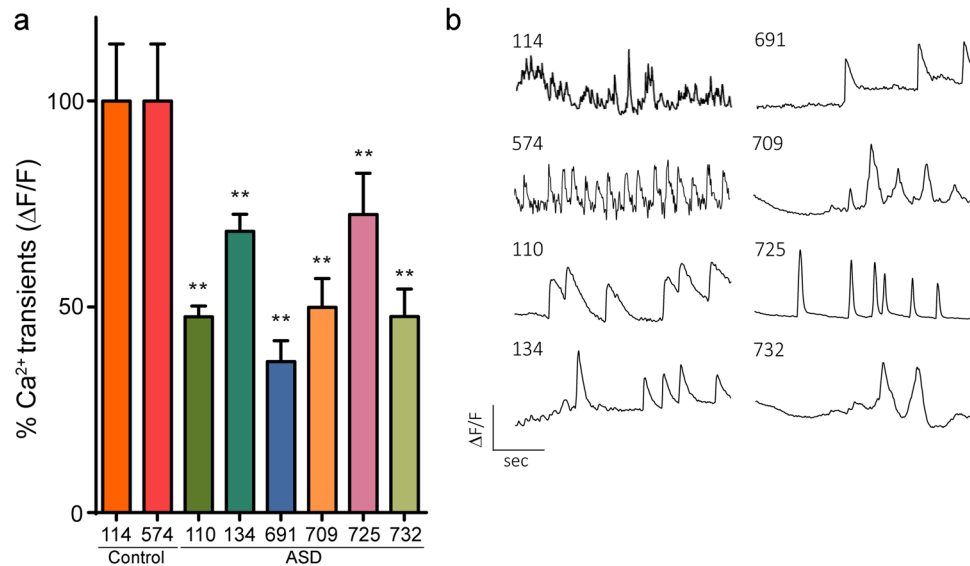 a
% Ca²⁺ transients (ΔF/F)
100
50
0
**
**
**
**
**
**
114 574 110 134 691 709 725 732
Control ASD
b
114
691
574
709
110
725
134
732
ΔF/F
sec